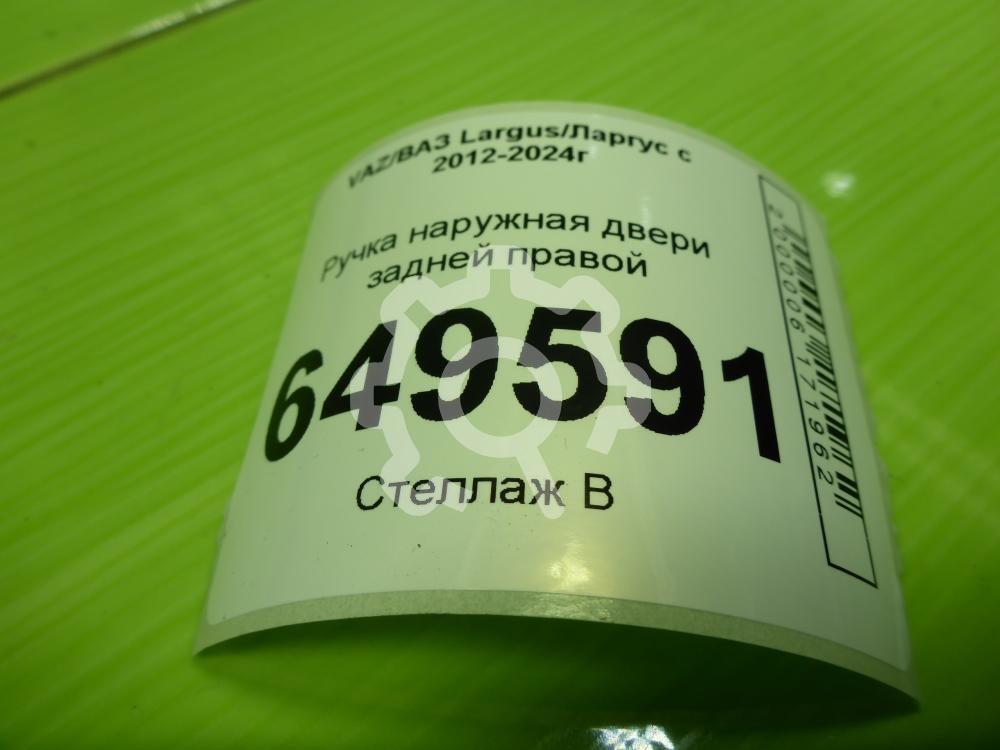 VAZ/ВАЗ Largus/Ларгус с
2012-2024г
Ручка наружная двери
задней правой
649591
Стеллаж В
2000006171962